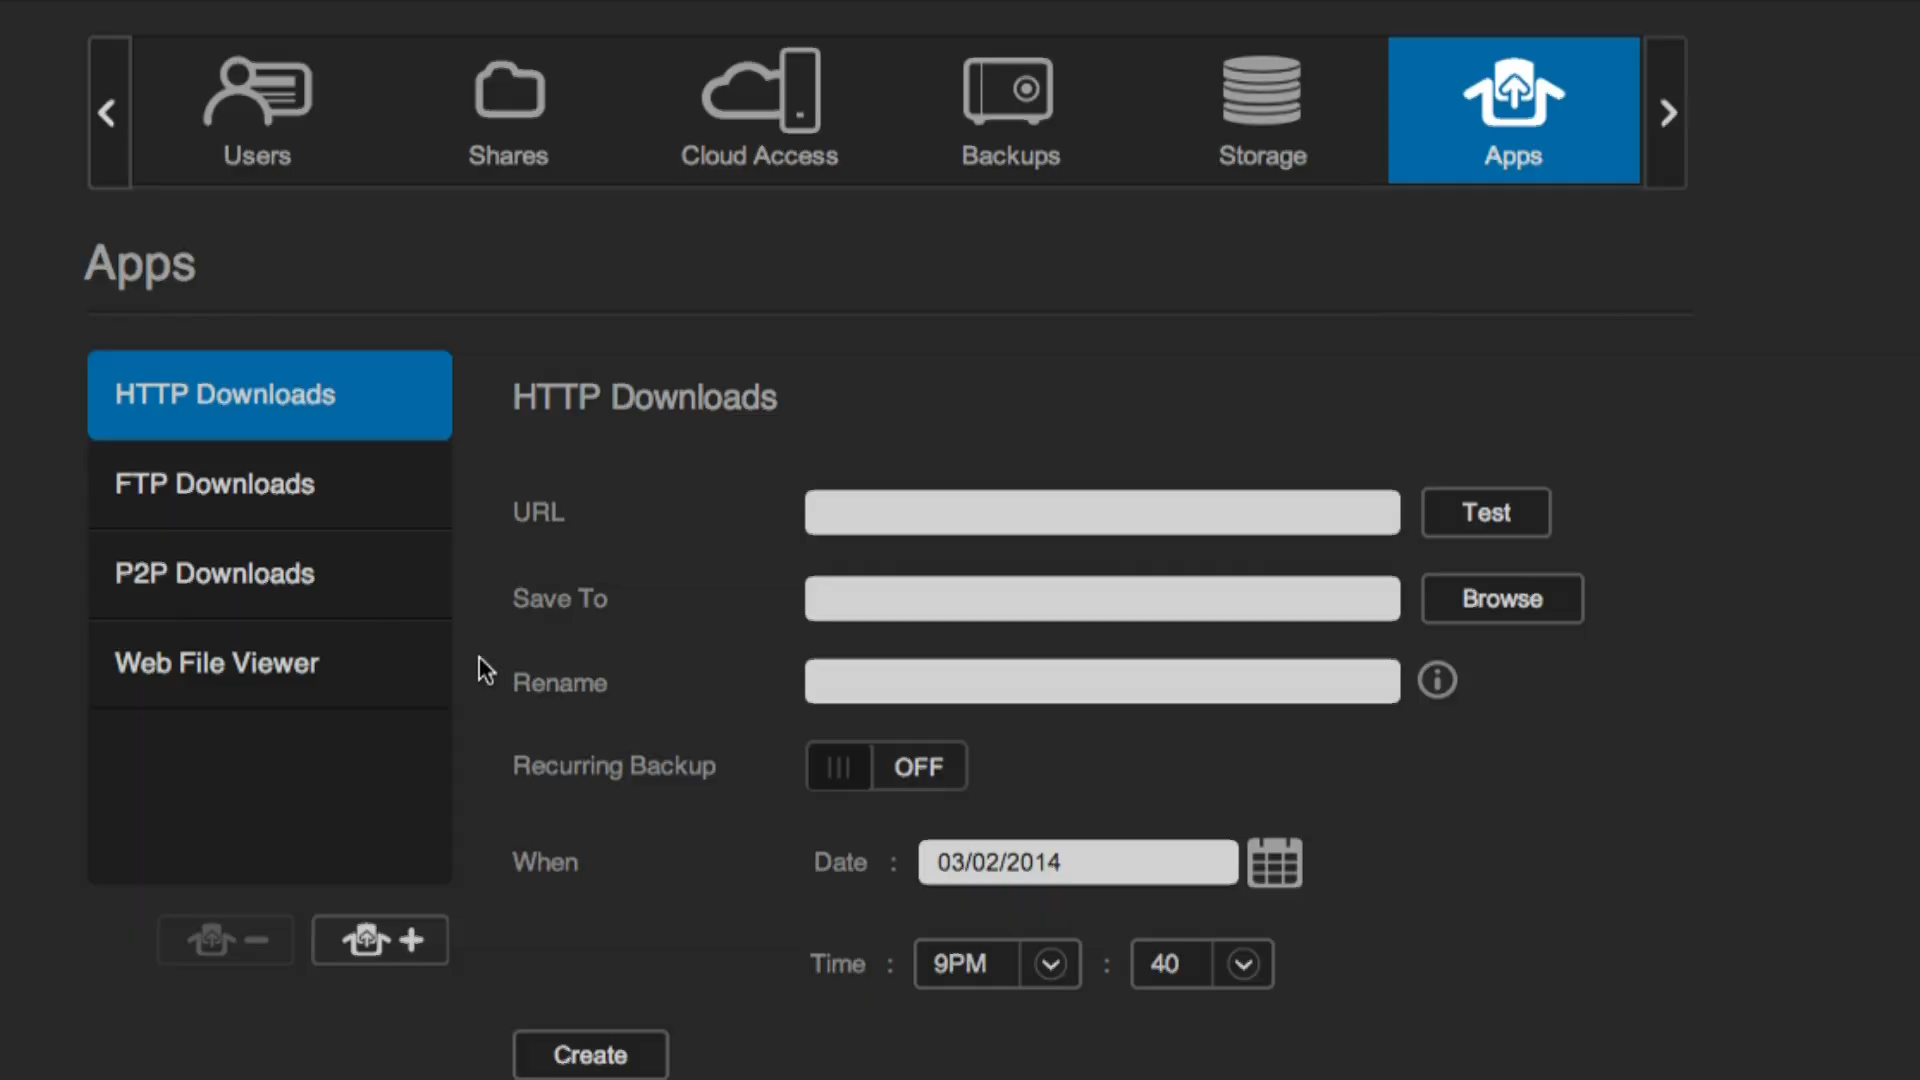 Users
Shares
Cloud Access
Backups
Storage
Apps
Apps
HTTP Downloads
FTP Downloads
P2P Downloads
Web File Viewer
HTTP Downloads
URL
Test
Save To
Browse
Rename
Recurring Backup OFF
When Date : 03/02/2014
Time : 9PM : 40
Create